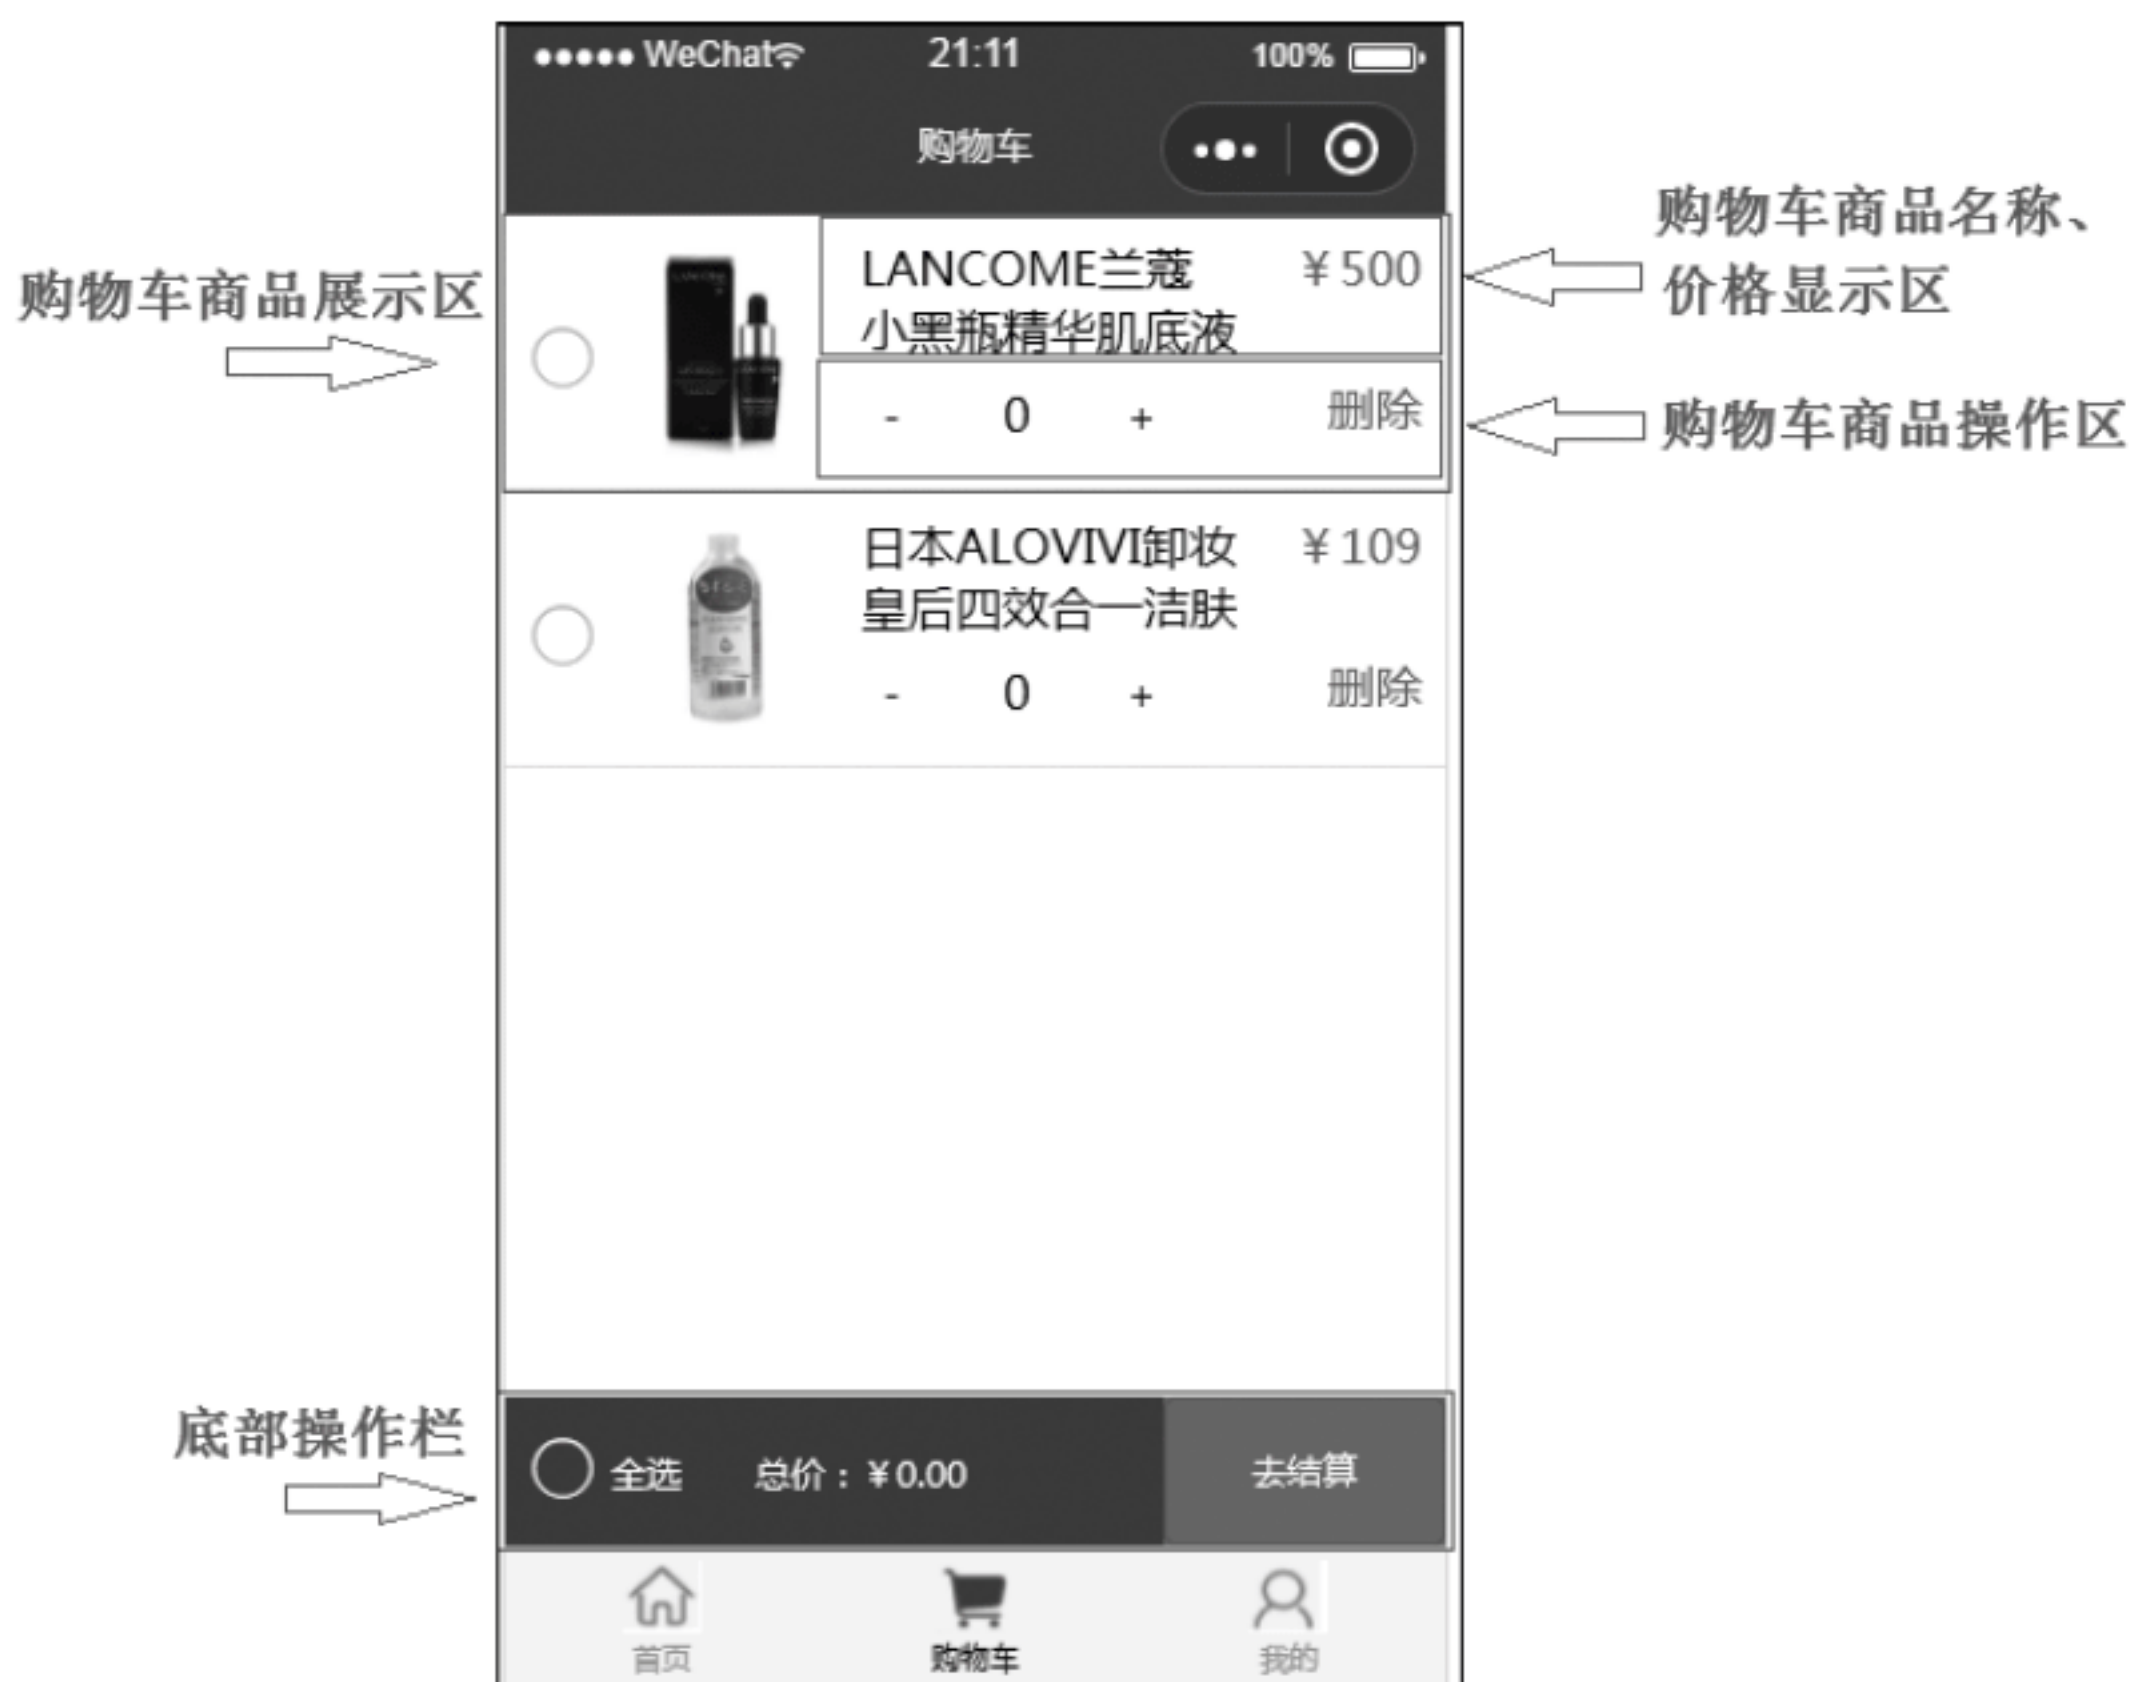 WeChat 21:11 100%
购物车
购物车商品展示区
LANCOME兰蔻 ￥500
小黑瓶精华肌底液
- 0 + 删除
购物车商品名称、
价格显示区
购物车商品操作区
日本ALOVIVI卸妆 ￥109
皇后四效合一洁肤
- 0 + 删除
底部操作栏
全选 总价：￥0.00 去结算
首页 购物车 我的